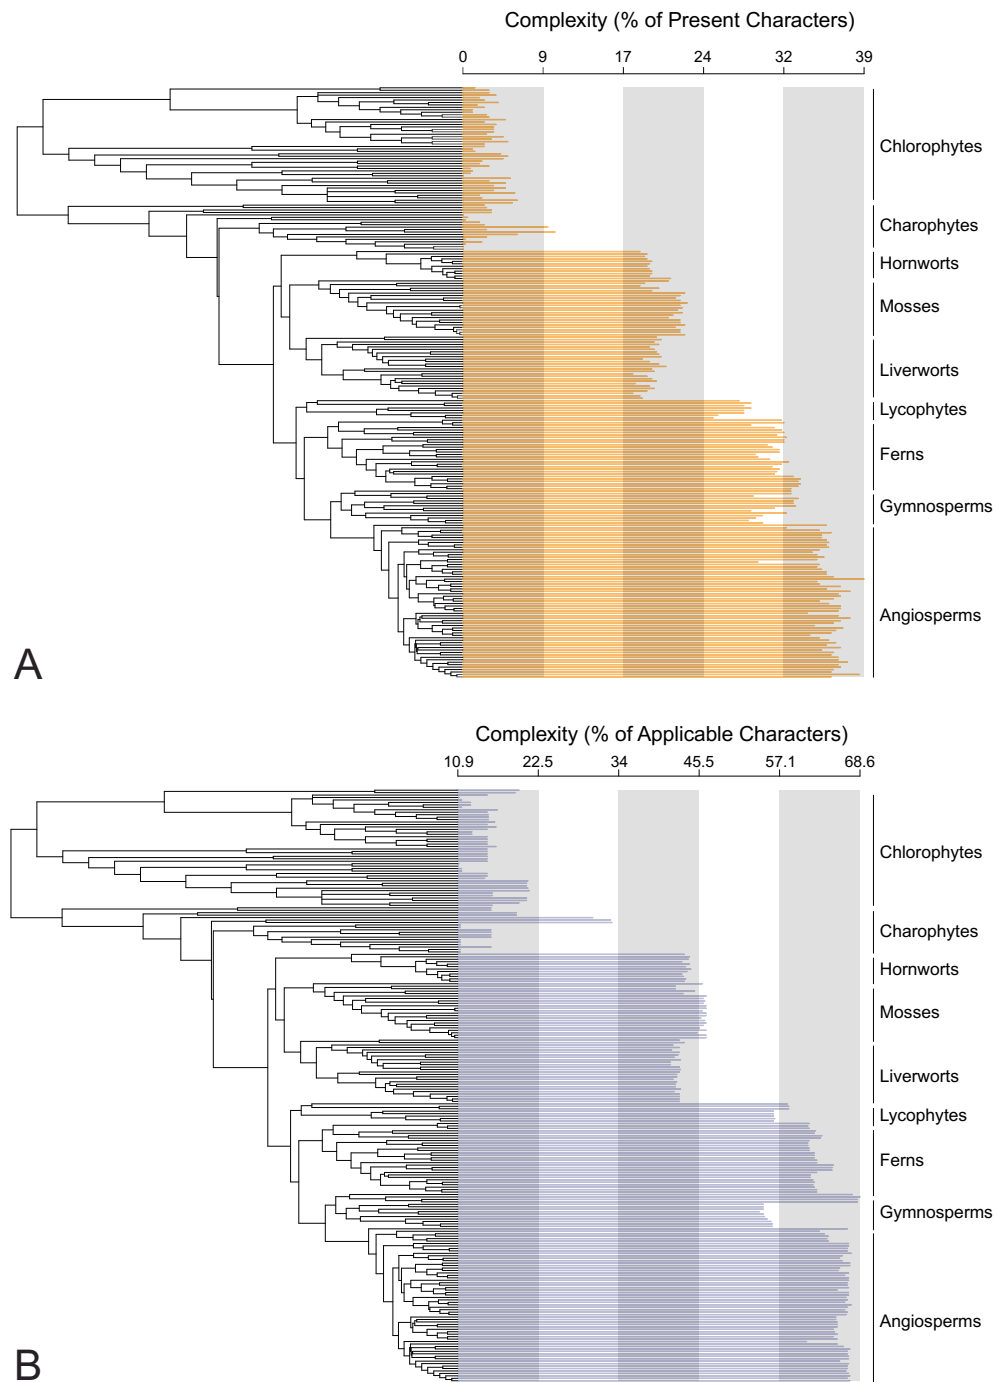 Complexity (% of Present Characters)
0 9 17 24 32 39
Chlorophytes
Charophytes
Hornworts
Mosses
Liverworts
Lycophytes
Ferns
Gymnosperms
Angiosperms
A
Complexity (% of Applicable Characters)
10.9 22.5 34 45.5 57.1 68.6
Chlorophytes
Charophytes
Hornworts
Mosses
Liverworts
Lycophytes
Ferns
Gymnosperms
Angiosperms
B